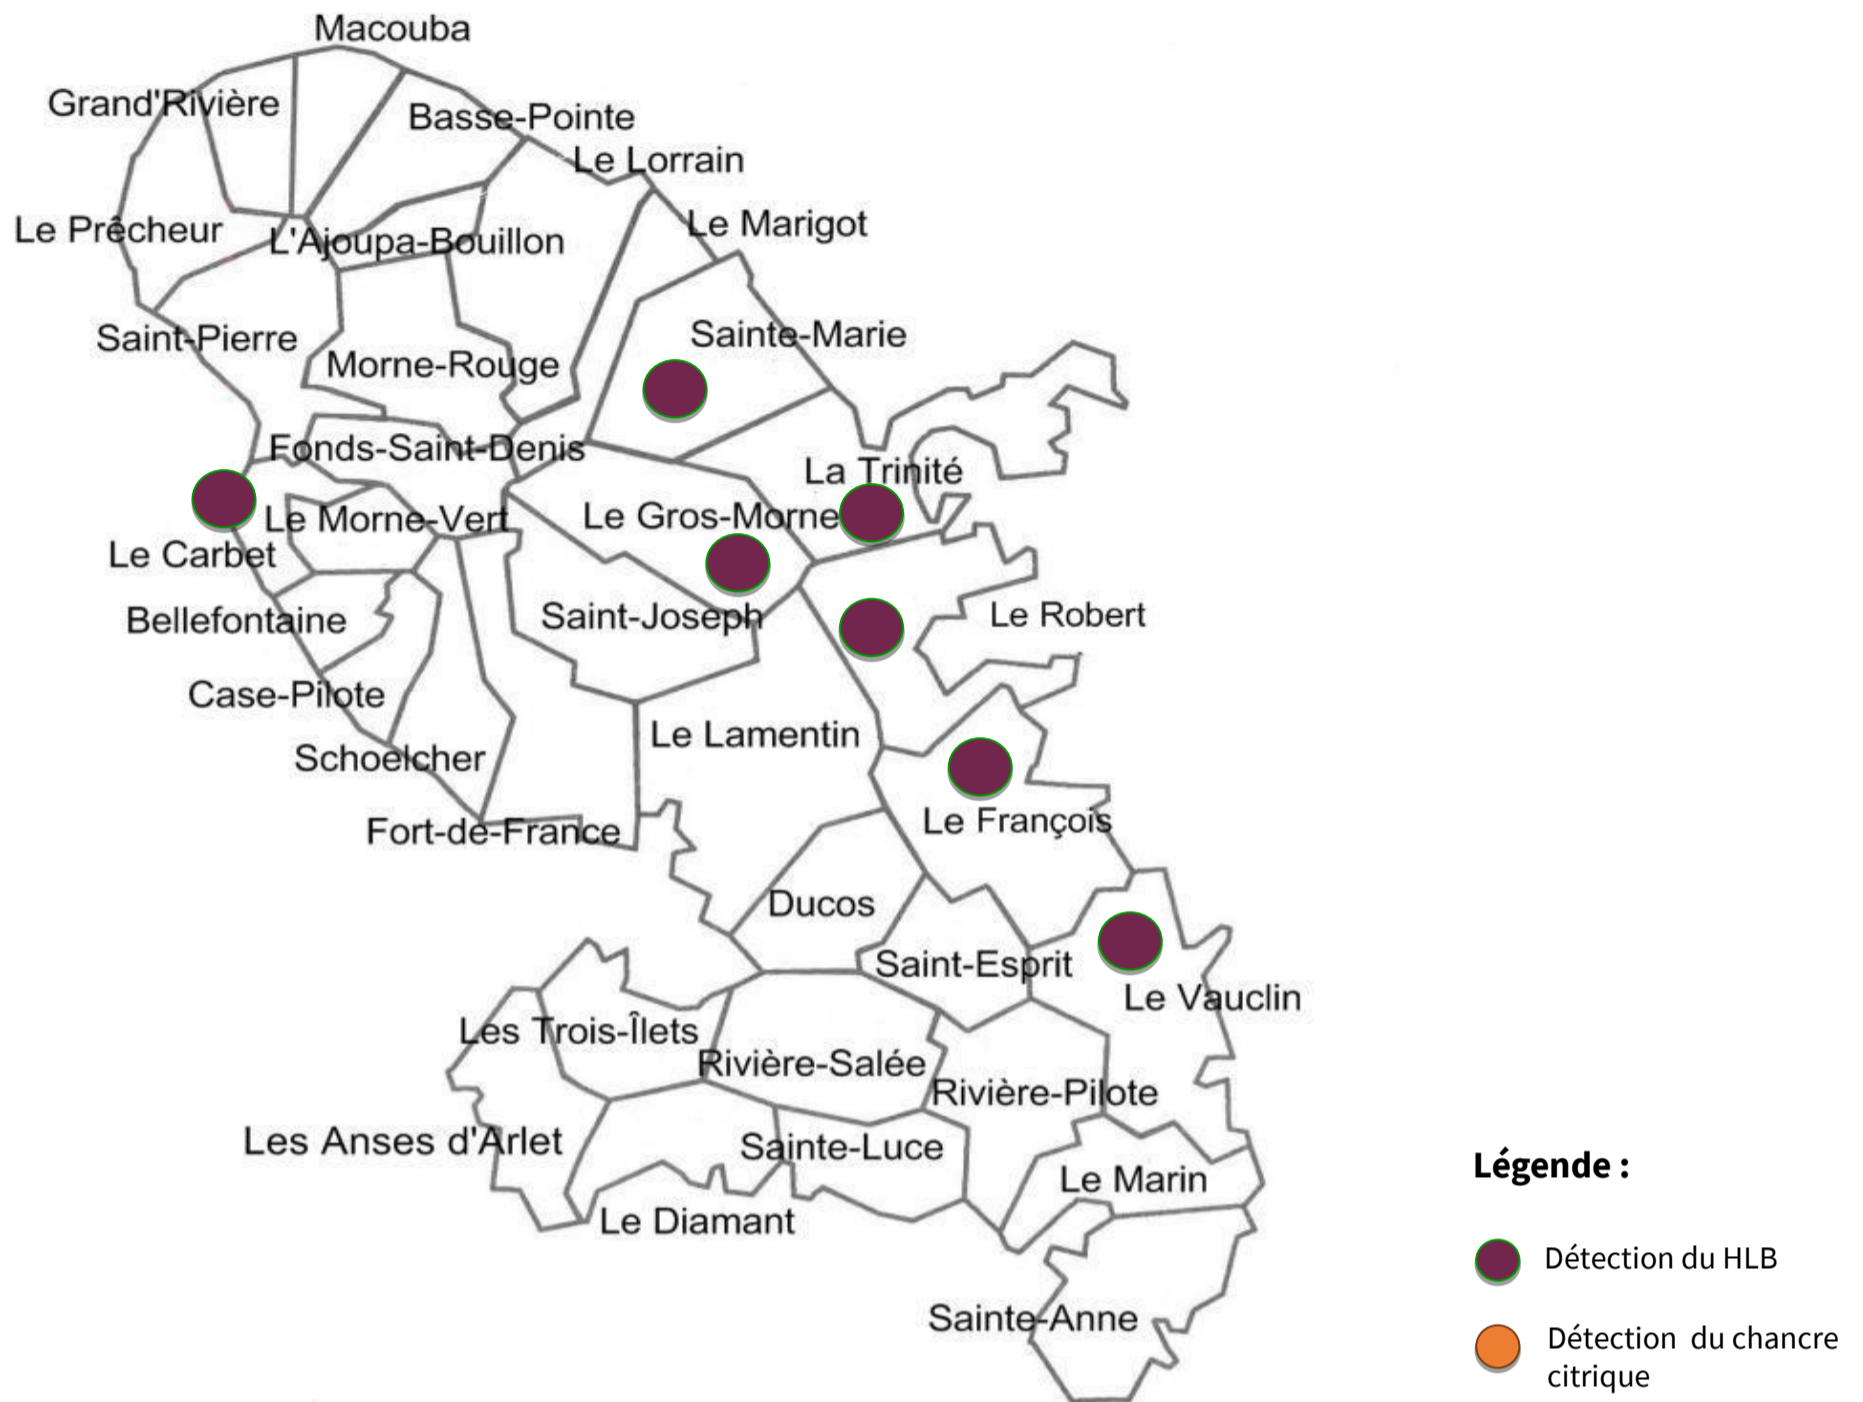 Macouba
Grand'Rivière
Basse-Pointe
Le Lorrain
Le Marigot
Le Prêcheur
L'Ajoupa-Bouillon
Saint-Pierre
Sainte-Marie
Morne-Rouge
Fonds-Saint-Denis
La Trinité
Le Morne-Vert
Le Gros-Morne
Le Carbet
Bellefontaine
Saint-Joseph
Le Robert
Case-Pilote
Le Lamentin
Schoelcher
Le François
Fort-de-France
Ducos
Saint-Esprit
Le Vauclin
Les Trois-Îlets
Rivière-Salée
Rivière-Pilote
Les Anses d'Arlet
Sainte-Luce
Le Marin
Le Diamant
Sainte-Anne
Légende :
Détection du HLB
Détection du chancre
citrique